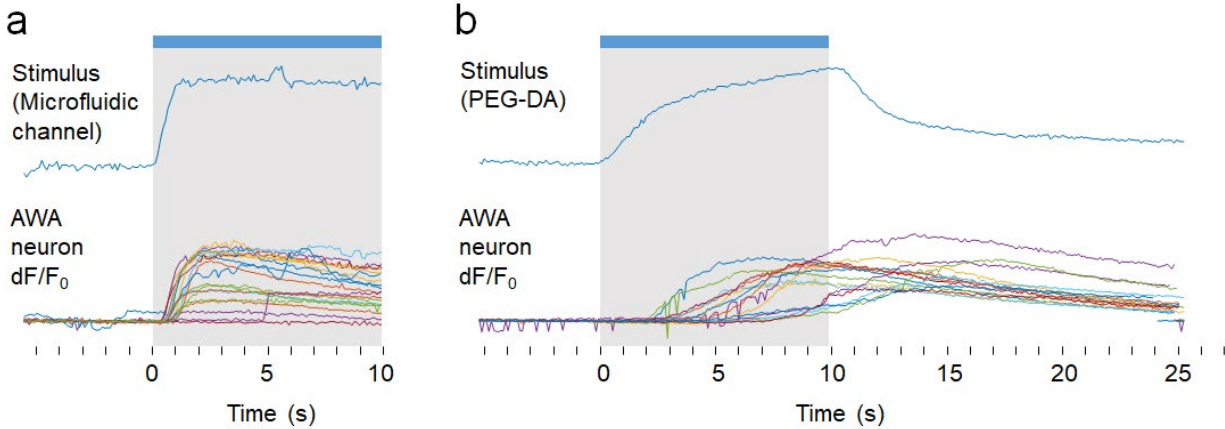 a
Stimulus
(Microfluidic
channel)
AWA
neuron
dF/F0
0 5 10
Time (s)
b
Stimulus
(PEG-DA)
AWA
neuron
dF/F0
0 5 10 15 20 25
Time (s)